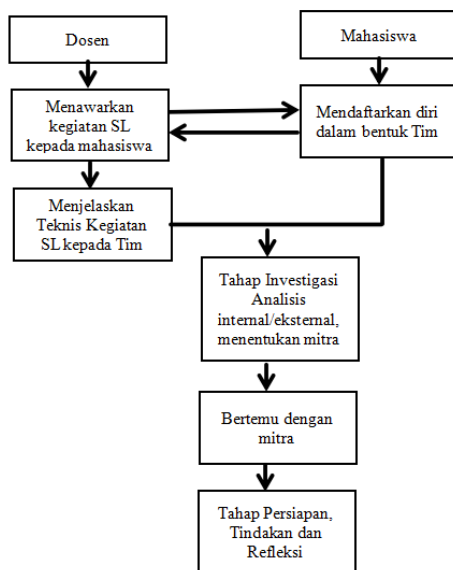 Dosen
Mahasiswa
Menawarkan
kegiatan SL
kepada mahasiswa
Mendaftarkan diri
dalam bentuk Tim
Menjelaskan
Teknis Kegiatan
SL kepada Tim
Tahap Investigasi
Analisis
internal/eksternal,
menentukan mitra
Bertemu dengan
mitra
Tahap Persiapan,
Tindakan dan
Refleksi